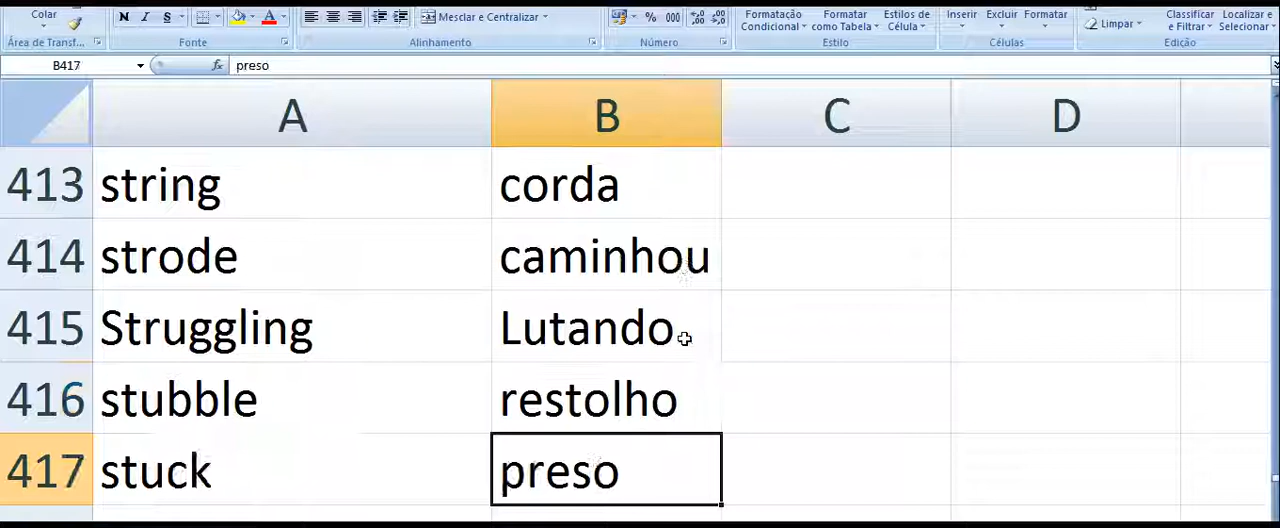 Colar
N I S A
Mesclar e Centralizar
% 000
Formatação Condicional
Formatar como Tabela
Estilos de Célula
Inserir Excluir Formatar
Limpar
Classificar e Filtrar
Localizar e Selecionar
Área de Transf... Fonte Alinhamento Número Estilo Células Edição
B417 fx preso
A B C D
413 string corda
414 strode caminhou
415 Struggling Lutando
416 stubble restolho
417 stuck preso